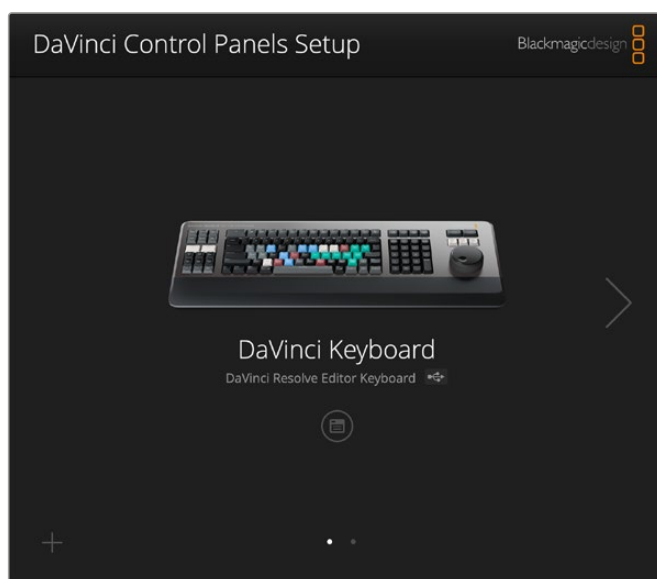 DaVinci Control Panels Setup
Blackmagicdesign
DaVinci Keyboard
DaVinci Resolve Editor Keyboard